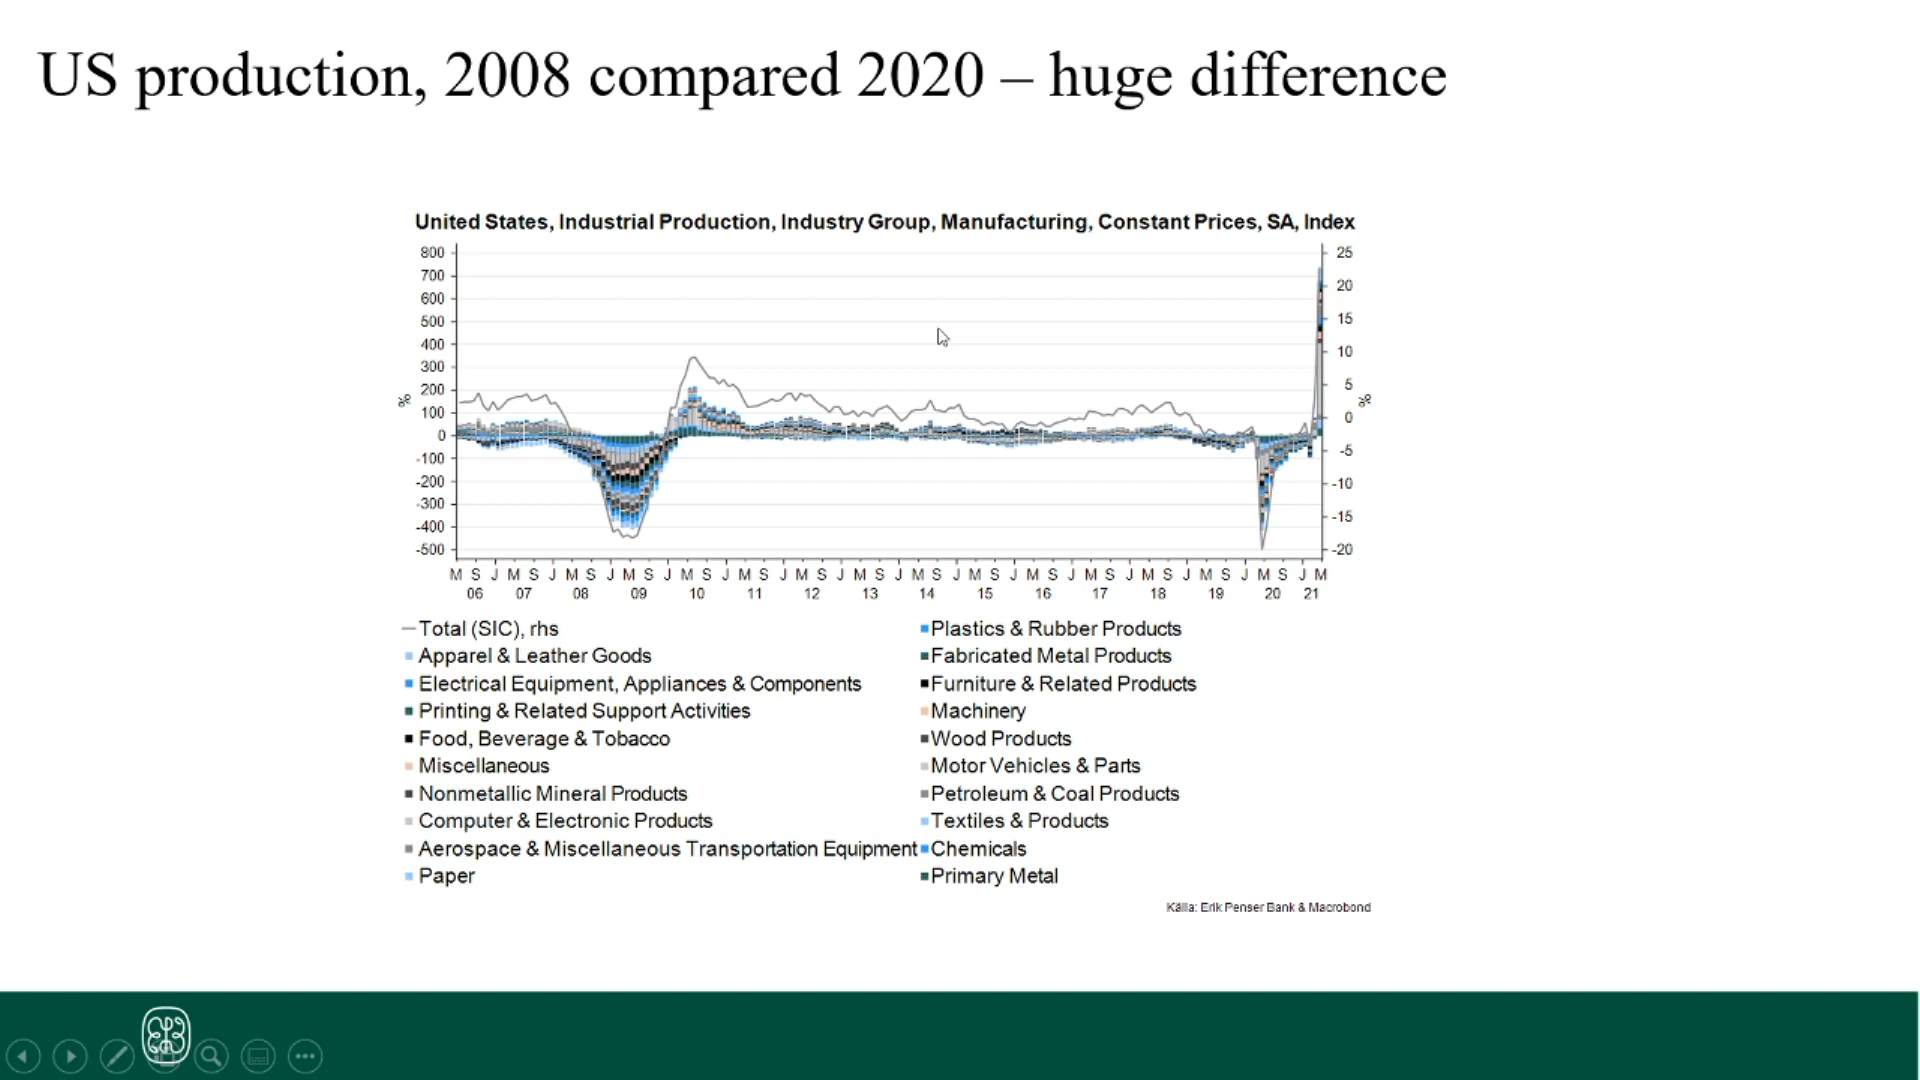 US production, 2008 compared 2020 – huge difference
United States, Industrial Production, Industry Group, Manufacturing, Constant Prices, SA, Index
800
700
600
500
400
300
200
100
0
-100
-200
-300
-400
-500
%
25
20
15
10
5
0
-5
-10
-15
-20
%
M S J M S J M S J M S J M S J M S J M S J M S J M S J M S J M S J M S J M S J M S J M S J M
06 07 08 09 10 11 12 13 14 15 16 17 18 19 20 21
Total (SIC), rhs
Apparel & Leather Goods
Electrical Equipment, Appliances & Components
Printing & Related Support Activities
Food, Beverage & Tobacco
Miscellaneous
Nonmetallic Mineral Products
Computer & Electronic Products
Aerospace & Miscellaneous Transportation Equipment
Paper
Plastics & Rubber Products
Fabricated Metal Products
Furniture & Related Products
Machinery
Wood Products
Motor Vehicles & Parts
Petroleum & Coal Products
Textiles & Products
Chemicals
Primary Metal
Källa: Erik Penser Bank & Macrobond